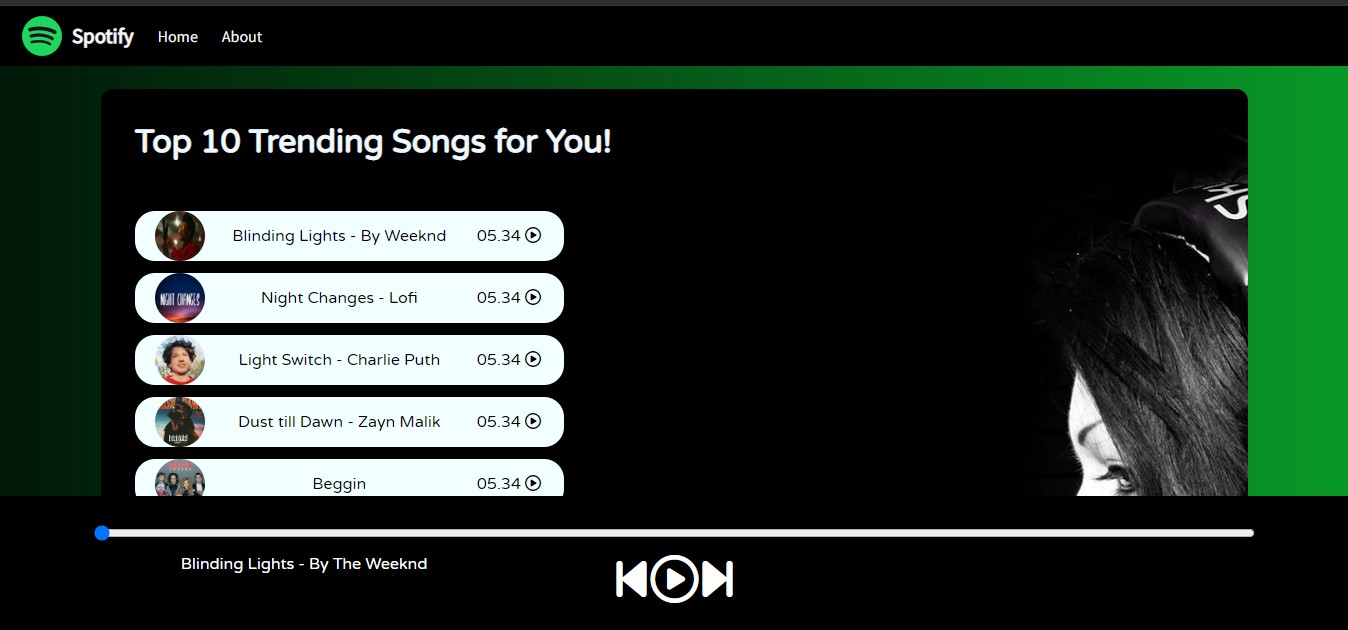 Spotify Home About
Top 10 Trending Songs for You!
Blinding Lights - By Weeknd 05.34
NIGHT CHANGES
Night Changes - Lofi 05.34
Light Switch - Charlie Puth 05.34
Dust till Dawn - Zayn Malik 05.34
Beggin 05.34
Blinding Lights - By The Weeknd